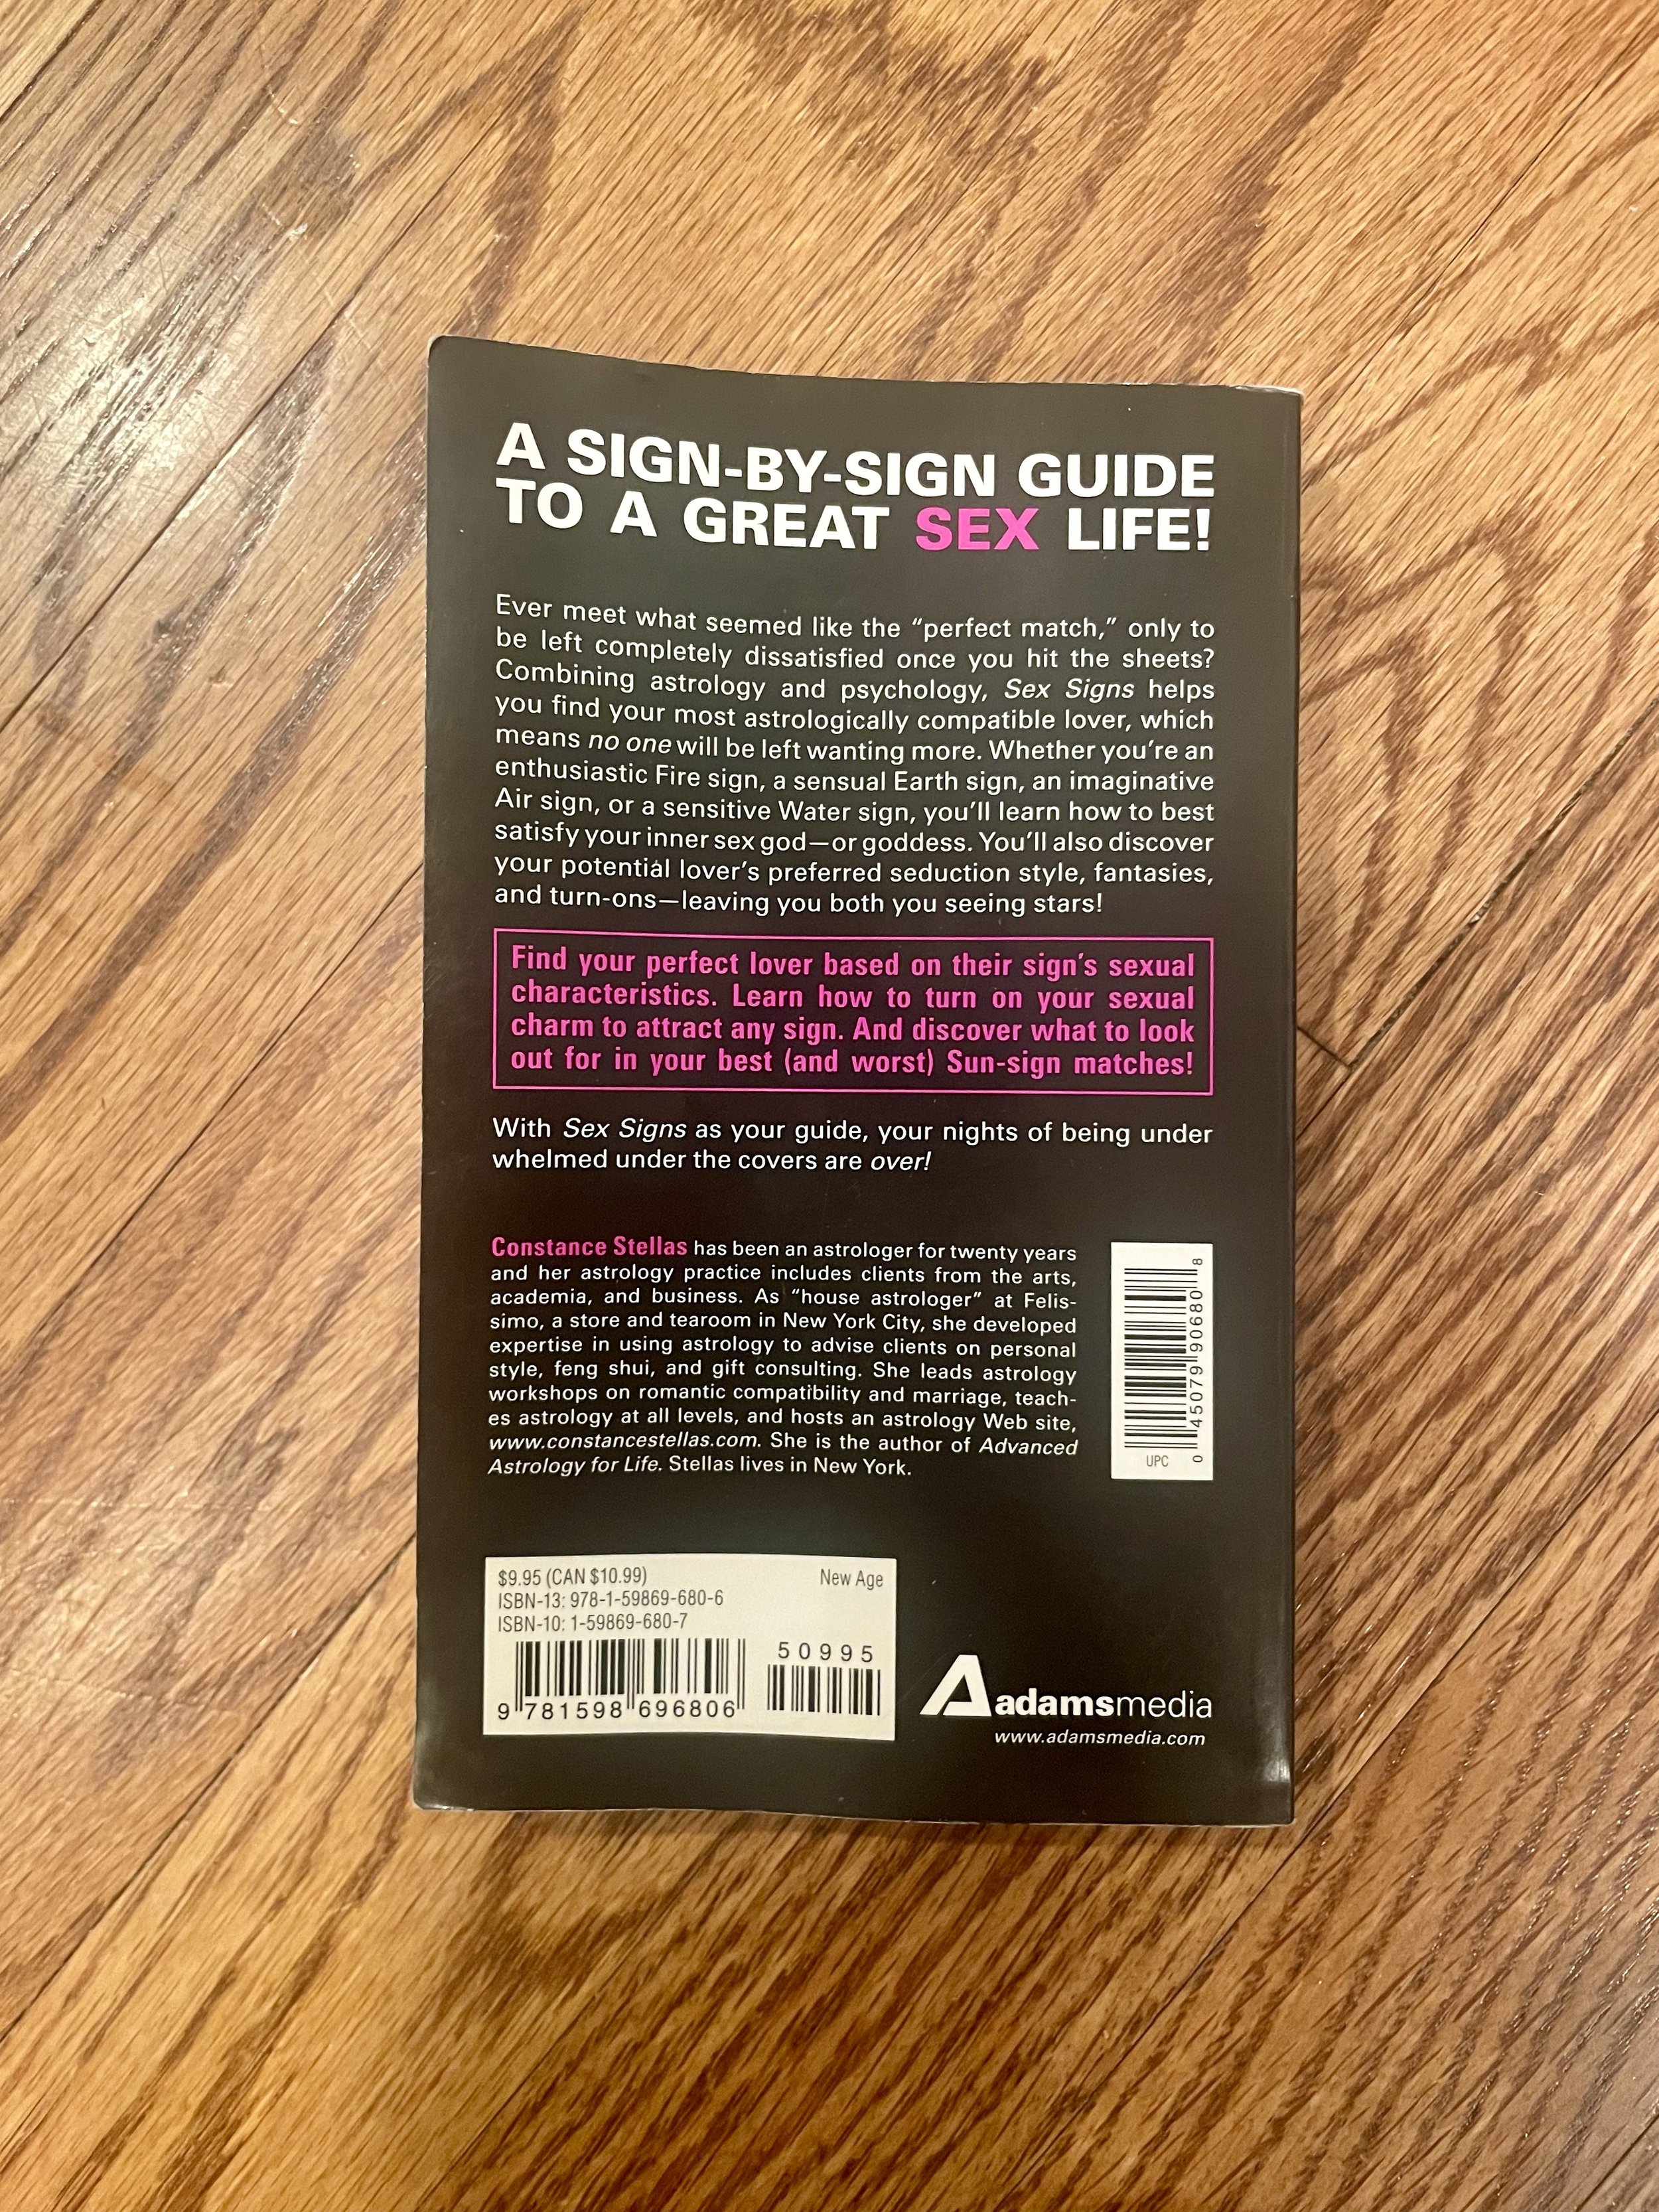 A SIGN-BY-SIGN GUIDE
TO A GREAT SEX LIFE!
Ever meet what seemed like the “perfect match,” only to
be left completely dissatisfied once you hit the sheets?
Combining astrology and psychology, Sex Signs helps
you find your most astrologically compatible lover, which
means no one will be left wanting more. Whether you’re an
enthusiastic Fire sign, a sensual Earth sign, an imaginative
Air sign, or a sensitive Water sign, you’ll learn how to best
satisfy your inner sex god—or goddess. You’ll also discover
your potential lover’s preferred seduction style, fantasies,
and turn-ons—leaving you both you seeing stars!
Find your perfect lover based on their sign’s sexual
characteristics. Learn how to turn on your sexual
charm to attract any sign. And discover what to look
out for in your best (and worst) Sun-sign matches!
With Sex Signs as your guide, your nights of being under
whelmed under the covers are over!
Constance Stellas has been an astrologer for twenty years
and her astrology practice includes clients from the arts,
academia, and business. As “house astrologer” at Felis-
simo, a store and tearoom in New York City, she developed
expertise in using astrology to advise clients on personal
style, feng shui, and gift consulting. She leads astrology
workshops on romantic compatibility and marriage, teach-
es astrology at all levels, and hosts an astrology Web site,
www.constancestellas.com. She is the author of Advanced
Astrology for Life. Stellas lives in New York.
0 45079 90680 8
UPC
$9.95 (CAN $10.99) New Age
ISBN-13: 978-1-59869-680-6
ISBN-10: 1-59869-680-7
50995
9 781598 696806
adamsmedia
www.adamsmedia.com